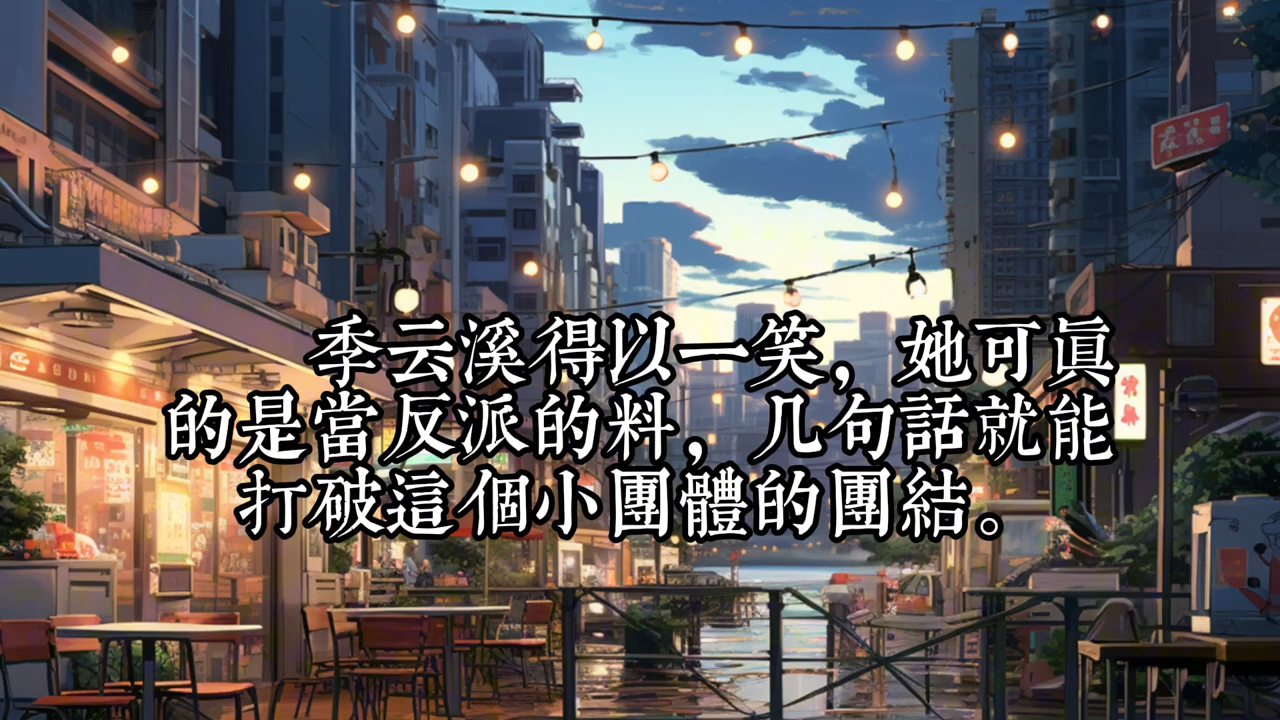 季云溪得以一笑，她可眞
的是當反派的料，几句話就能
打破這個小團體的團結。